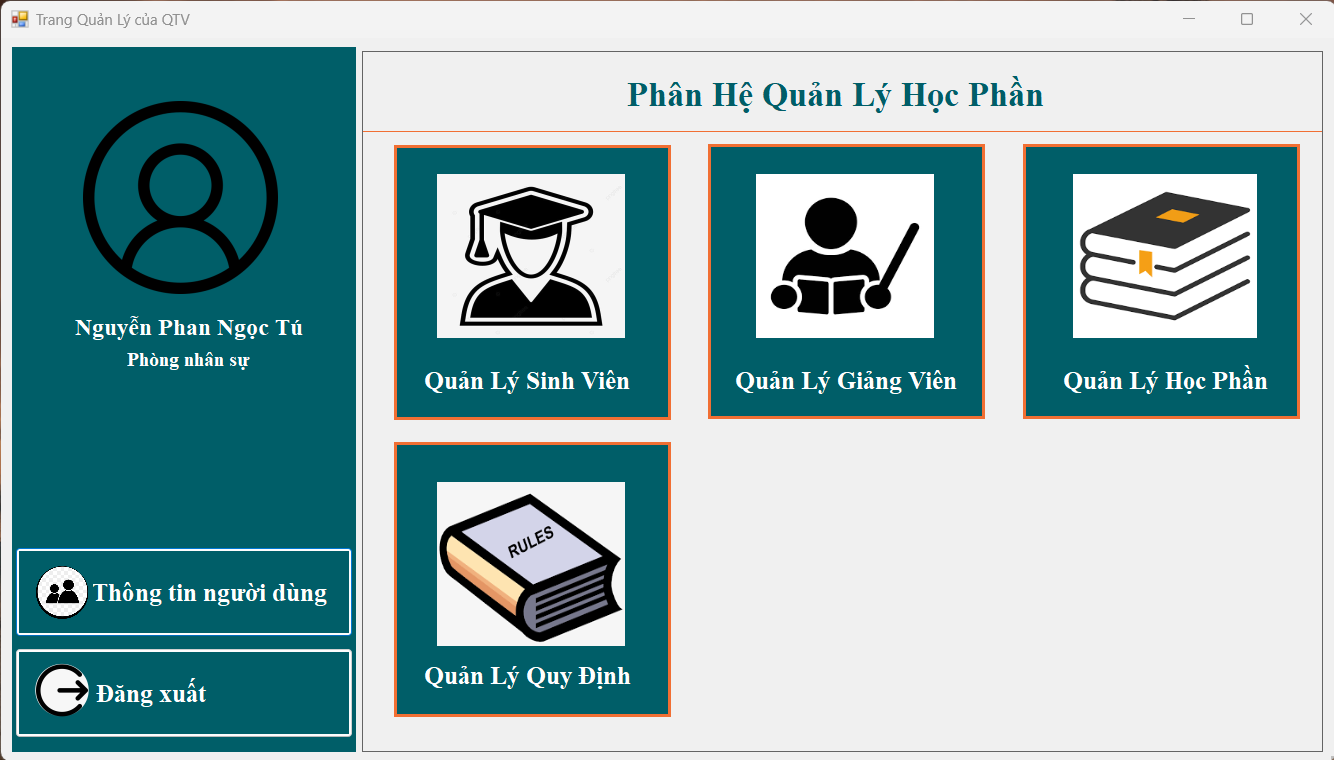 Trang Quản Lý của QTV
Nguyễn Phan Ngọc Tú
Phòng nhân sự
Thông tin người dùng
Đăng xuất
Phân Hệ Quản Lý Học Phần
Quản Lý Sinh Viên
Quản Lý Giảng Viên
Quản Lý Học Phần
RULES
Quản Lý Quy Định